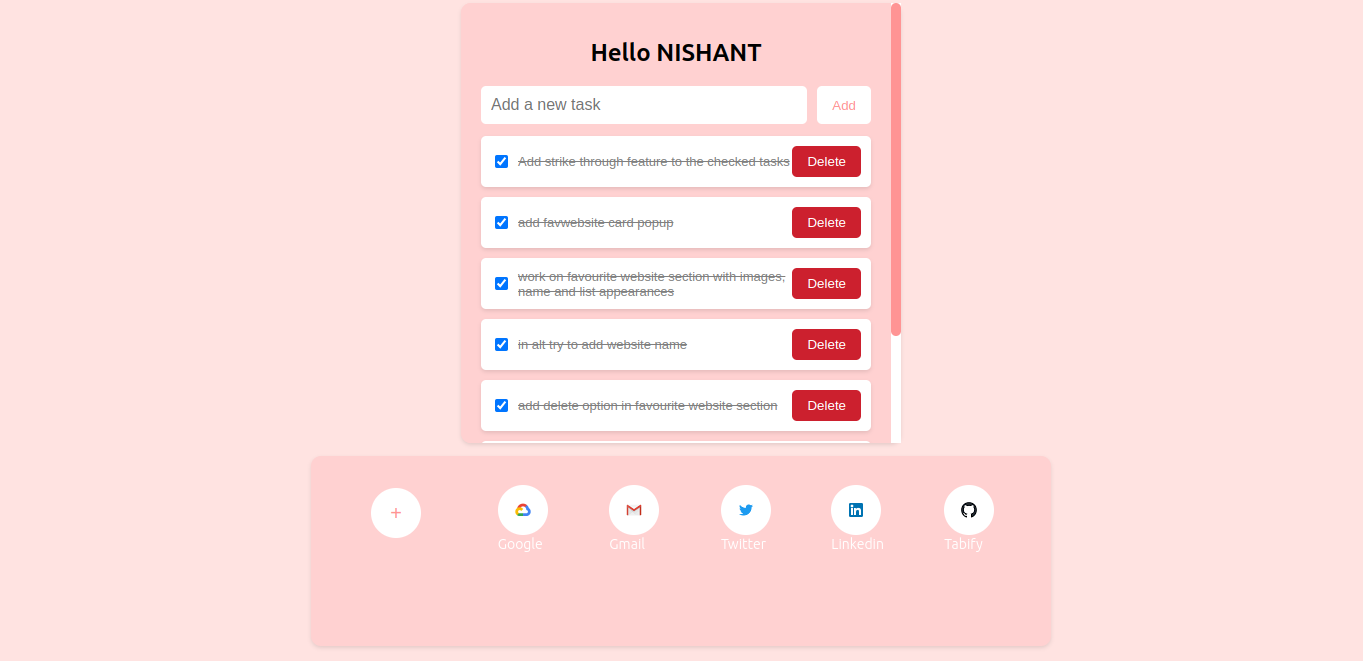 Hello NISHANT
Add a new task
Add
Add strike through feature to the checked tasks
Delete
add favwebsite card popup
Delete
work on favourite website section with images,
name and list appearances
Delete
in alt try to add website name
Delete
add delete option in favourite website section
Delete
+
Google
Gmail
Twitter
Linkedin
Tabify